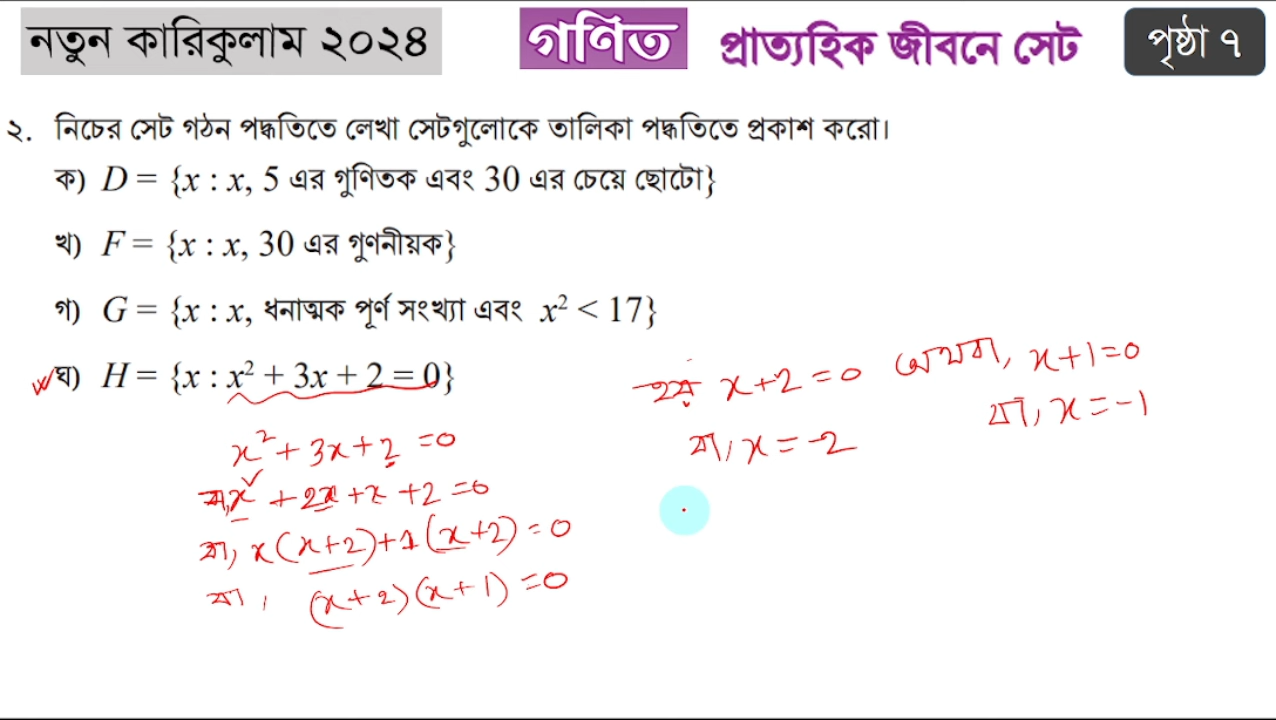 নতুন কারিকুলাম ২০২৪ গণিত প্রাত্যহিক জীবনে সেট পৃষ্ঠা ৭
২. নিচের সেট গঠন পদ্ধতিতে লেখা সেটগুলোকে তালিকা পদ্ধতিতে প্রকাশ করো।
ক) D = {x : x, 5 এর গুণিতক এবং 30 এর চেয়ে ছোটো}
খ) F = {x : x, 30 এর গুণনীয়ক}
গ) G = {x : x, ধনাত্মক পূর্ণ সংখ্যা এবং x² < 17}
ঘ) H = {x : x² + 3x + 2 = 0}
x² + 3x + 2 = 0
বা, x² + 2x + x + 2 = 0
বা, x(x+2)+1(x+2) = 0
বা, (x+2)(x+1) = 0
হয় x+2 = 0 অথবা, x+1=0
বা, x = -2 বা, x = -1